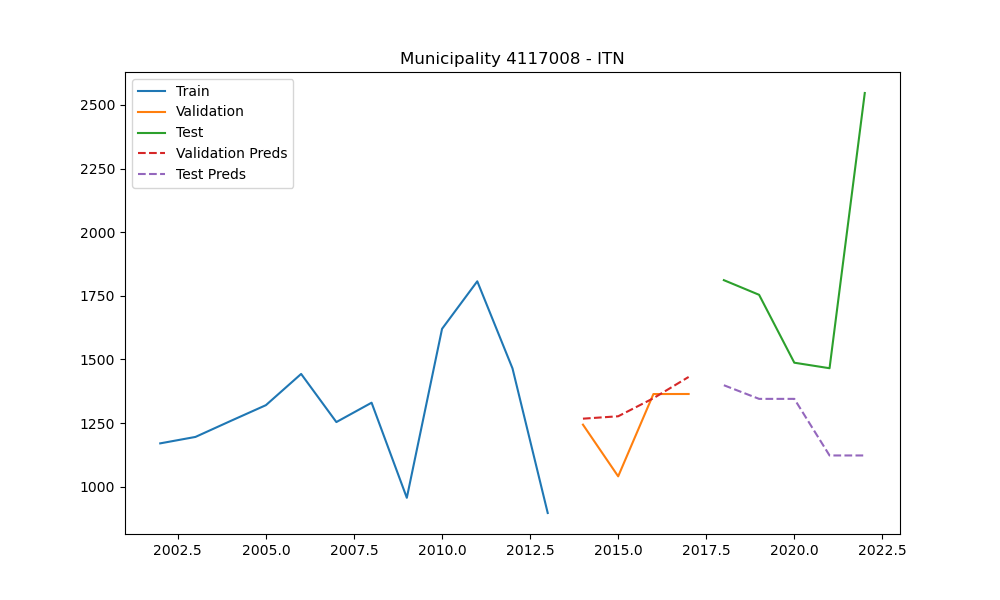 Municipality 4117008 - ITN
Train
Validation
Test
Validation Preds
Test Preds
2500
2250
2000
1750
1500
1250
1000
2002.5 2005.0 2007.5 2010.0 2012.5 2015.0 2017.5 2020.0 2022.5